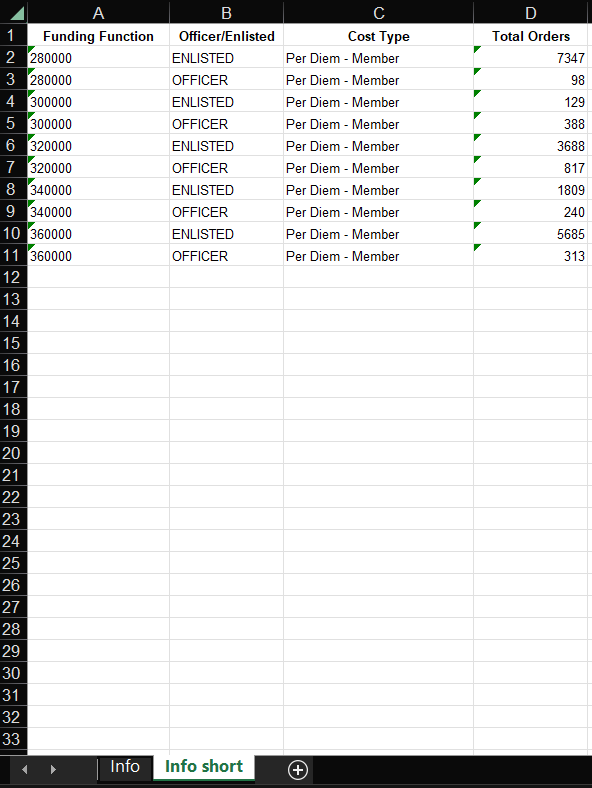 A B C D
1 Funding Function Officer/Enlisted Cost Type Total Orders
2 280000 ENLISTED Per Diem - Member 7347
3 280000 OFFICER Per Diem - Member 98
4 300000 ENLISTED Per Diem - Member 129
5 300000 OFFICER Per Diem - Member 388
6 320000 ENLISTED Per Diem - Member 3688
7 320000 OFFICER Per Diem - Member 817
8 340000 ENLISTED Per Diem - Member 1809
9 340000 OFFICER Per Diem - Member 240
10 360000 ENLISTED Per Diem - Member 5685
11 360000 OFFICER Per Diem - Member 313
12
13
14
15
16
17
18
19
20
21
22
23
24
25
26
27
28
29
30
31
32
33
Info Info short